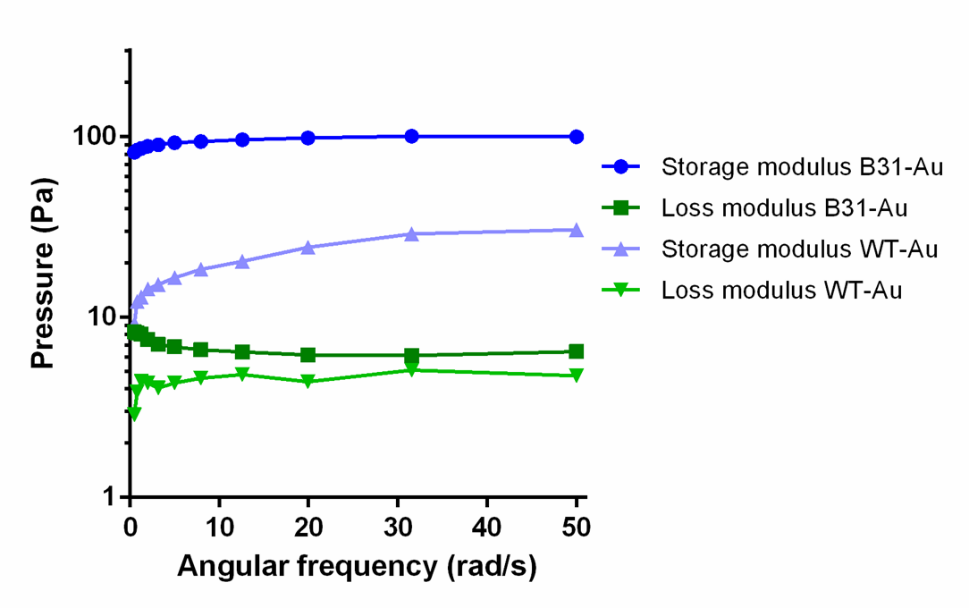 100
10
1
Pressure (Pa)
0 10 20 30 40 50
Angular frequency (rad/s)
Storage modulus B31-Au
Loss modulus B31-Au
Storage modulus WT-Au
Loss modulus WT-Au